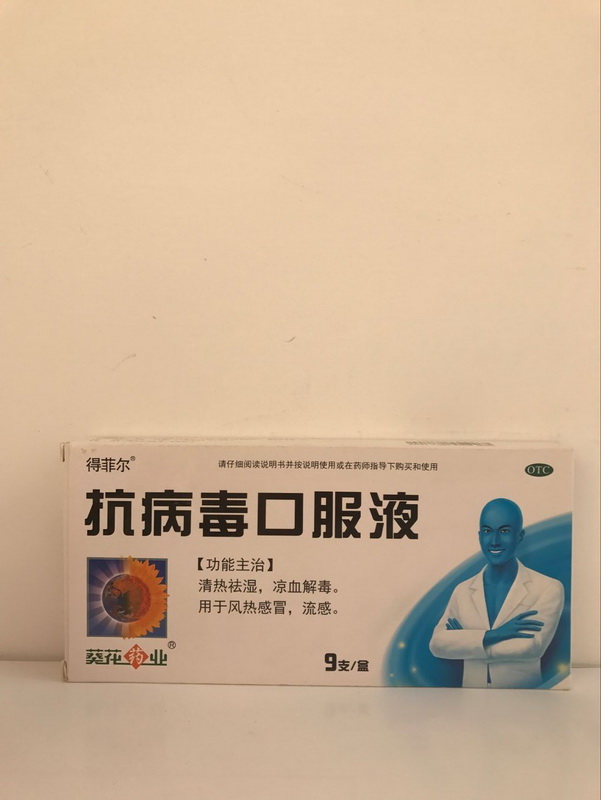 得菲尔®
请仔细阅读说明书并按说明使用或在药师指导下购买和使用
OTC
抗病毒口服液
【功能主治】
清热祛湿，凉血解毒。
用于风热感冒，流感。
葵花药业®
9支/盒